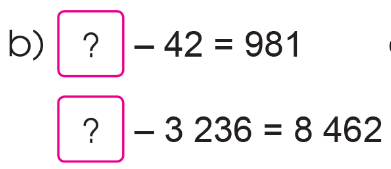 b) ? – 42 = 981
? – 3 236 = 8 462